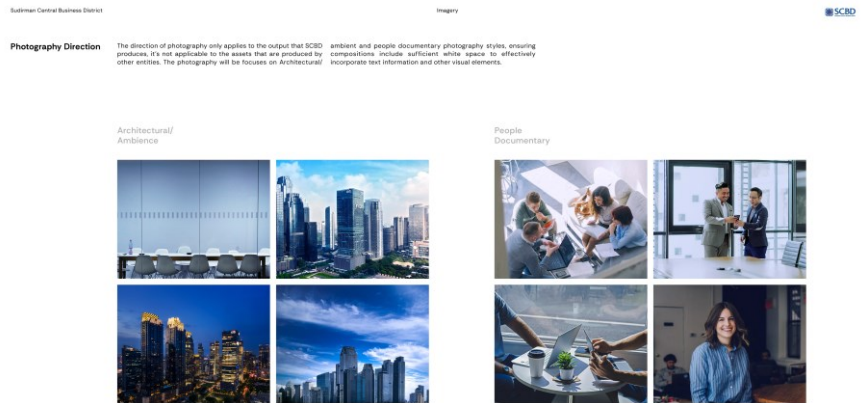 Sudirman Central Business District
Imagery
SCBD
Photography Direction
The direction of photography only applies to the output that SCBD
produces, it's not applicable to the assets that are produced by
other entities. The photography will be focuses on Architectural/
ambient and people documentary photography styles, ensuring
compositions include sufficient white space to effectively
incorporate text information and other visual elements.
Architectural/
Ambience
People
Documentary